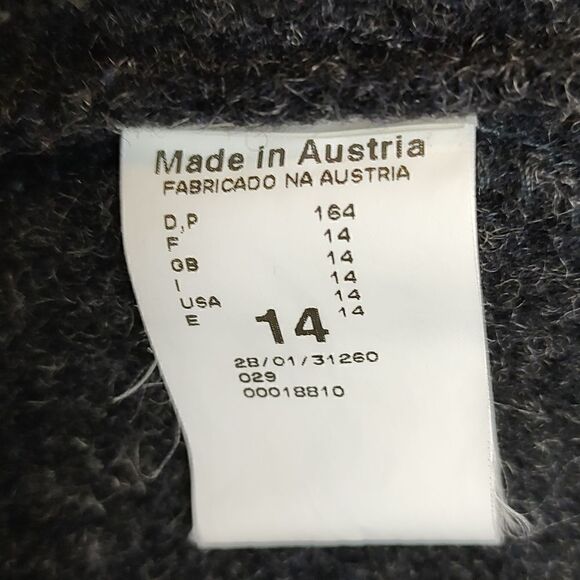 Made in Austria
FABRICADO NA AUSTRIA
D,P 164
F 14
GB 14
I 14
USA 14
E 14
14
28/01/31260
029
00018810